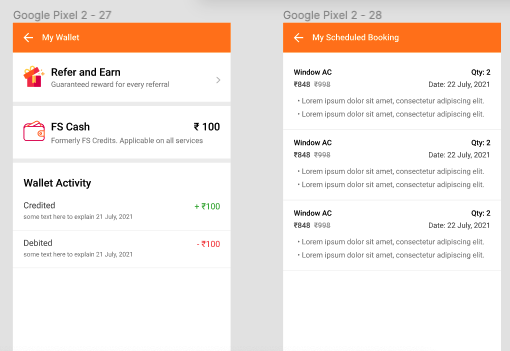 Google Pixel 2 - 27
My Wallet
Refer and Earn
Guaranteed reward for every referral
FS Cash
₹ 100
Formerly FS Credits. Applicable on all services
Wallet Activity
Credited
+ ₹100
some text here to explain 21 July, 2021
Debited
- ₹100
some text here to explain 21 July, 2021
Google Pixel 2 - 28
My Scheduled Booking
Window AC Qty: 2
₹848 ₹998 Date: 22 July, 2021
• Lorem ipsum dolor sit amet, consectetur adipiscing elit.
• Lorem ipsum dolor sit amet, consectetur adipiscing elit.
Window AC Qty: 2
₹848 ₹998 Date: 22 July, 2021
• Lorem ipsum dolor sit amet, consectetur adipiscing elit.
• Lorem ipsum dolor sit amet, consectetur adipiscing elit.
Window AC Qty: 2
₹848 ₹998 Date: 22 July, 2021
• Lorem ipsum dolor sit amet, consectetur adipiscing elit.
• Lorem ipsum dolor sit amet, consectetur adipiscing elit.